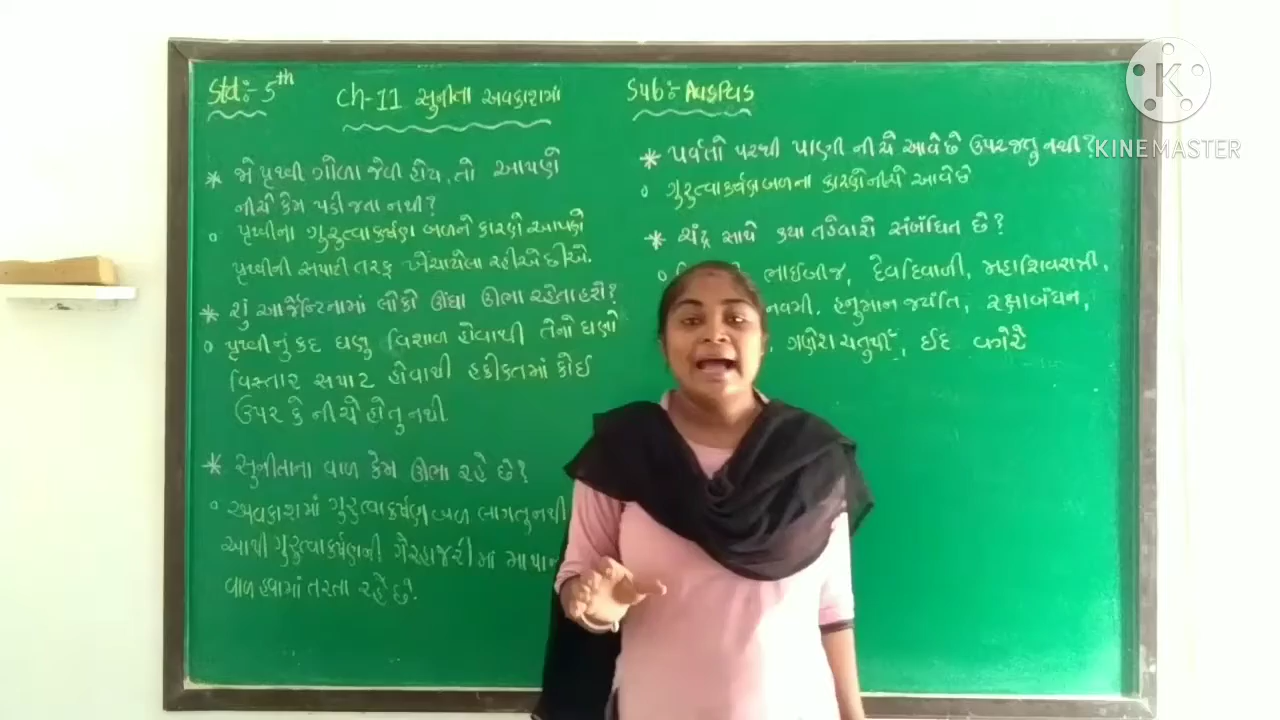 Std:- 5th
Ch-11 સુનીતા અવકાશમાં
Sub:-
* જો પૃથ્વી ગોળા જેવી હોય, તો આપણે
નીચે કેમ પડી જતા નથી?
પૃથ્વીના ગુરુત્વાકર્ષણ બળને કારણે આપણે
પૃથ્વીની સપાટી તરફ ખેંચાયેલા રહીએ છીએ.
* શું આર્જેન્ટિનામાં લોકો ઊંધા ઊભા રહેતા હશે?
પૃથ્વીનું કદ ઘણુ વિશાળ હોવાથી તેનો ઘણો
વિસ્તાર સપાટ હોવાથી હકીકતમાં કોઈ
ઉપર કે નીચે હોતુ નથી.
* સુનીતાના વાળ કેમ ઊભા રહે છે?
અવકાશમાં ગુરુત્વાકર્ષણ બળ લાગતુ નથી
આથી ગુરુત્વાકર્ષણની ગેરહાજરીમાં
વાળ હવામાં તરતા રહે છે.
* પર્વતો પરથી પાણી નીચે આવે છે ઉપર જતુ નથી?
ગુરુત્વાકર્ષણ બળના કારણે નીચે આવે છે
* ચંદ્ર સાથે કયા તહેવારો સંબંધિત છે?
ભાઈબીજ, દેવદિવાળી, મહાશિવરાત્રી,
નવમી, હનુમાન જયંતિ, રક્ષાબંધન,
ગણેશ ચતુર્થી, ઈદ વગેરે
K
KINEMASTER